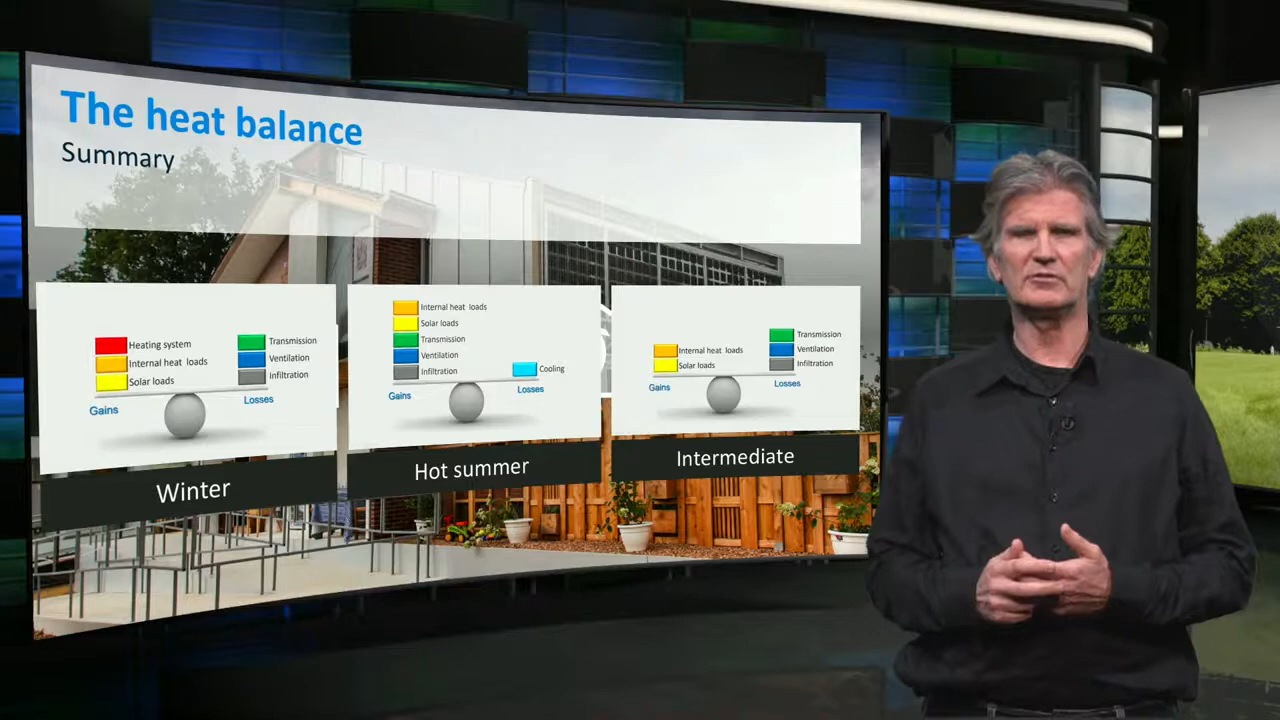 The heat balance
Summary
Heating system
Internal heat loads
Solar loads
Transmission
Ventilation
Infiltration
Gains
Losses
Winter
Internal heat loads
Solar loads
Transmission
Ventilation
Infiltration
Cooling
Gains
Losses
Hot summer
Internal heat loads
Solar loads
Transmission
Ventilation
Infiltration
Gains
Losses
Intermediate